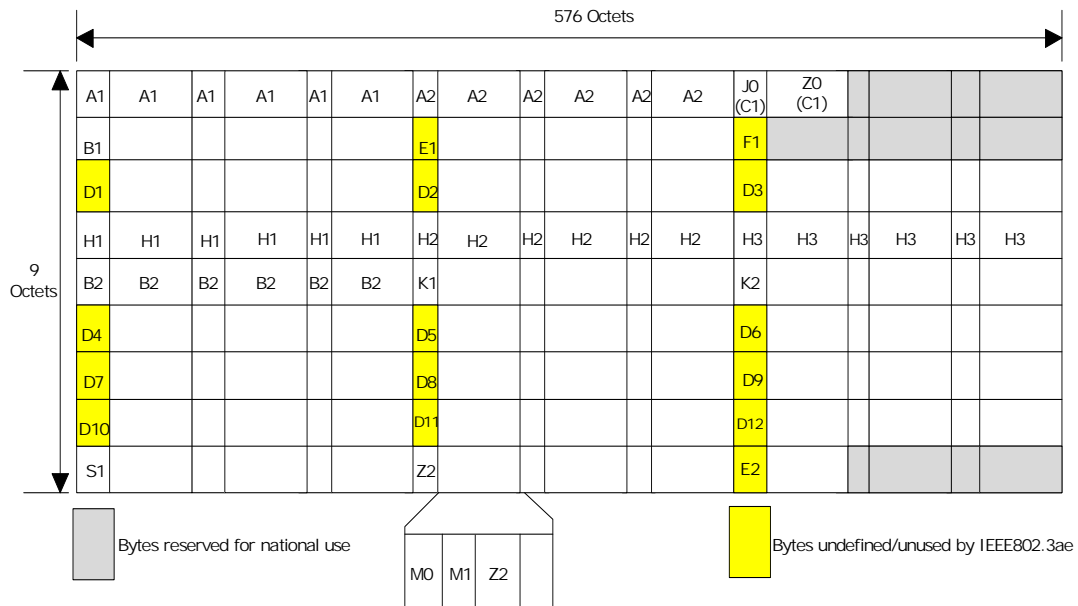 576 Octets
A1 A1 A1 A1 A1 A1 A2 A2 A2 A2 A2 A2 J0 (C1) Z0 (C1)
B1 E1 F1
D1 D2 D3
H1 H1 H1 H1 H1 H1 H2 H2 H2 H2 H2 H2 H3 H3 H3 H3 H3 H3
9 Octets
B2 B2 B2 B2 B2 B2 K1 K2
D4 D5 D6
D7 D8 D9
D10 D11 D12
S1 Z2 E2
Bytes reserved for national use
Bytes undefined/unused by IEEE802.3ae
M0 M1 Z2